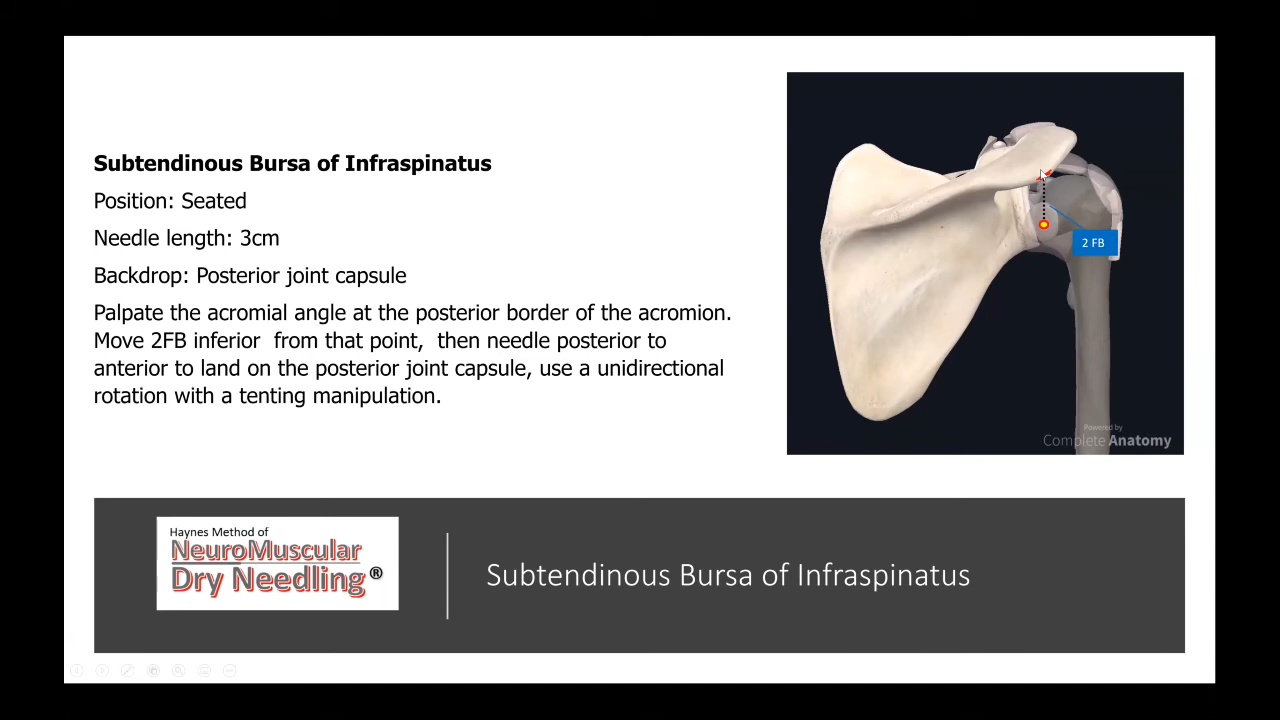 Subtendinous Bursa of Infraspinatus
Position: Seated
Needle length: 3cm
Backdrop: Posterior joint capsule
Palpate the acromial angle at the posterior border of the acromion.
Move 2FB inferior  from that point,  then needle posterior to
anterior to land on the posterior joint capsule, use a unidirectional
rotation with a tenting manipulation.
2 FB
Powered by
Complete Anatomy
Haynes Method of
NeuroMuscular
Dry Needling®
Subtendinous Bursa of Infraspinatus